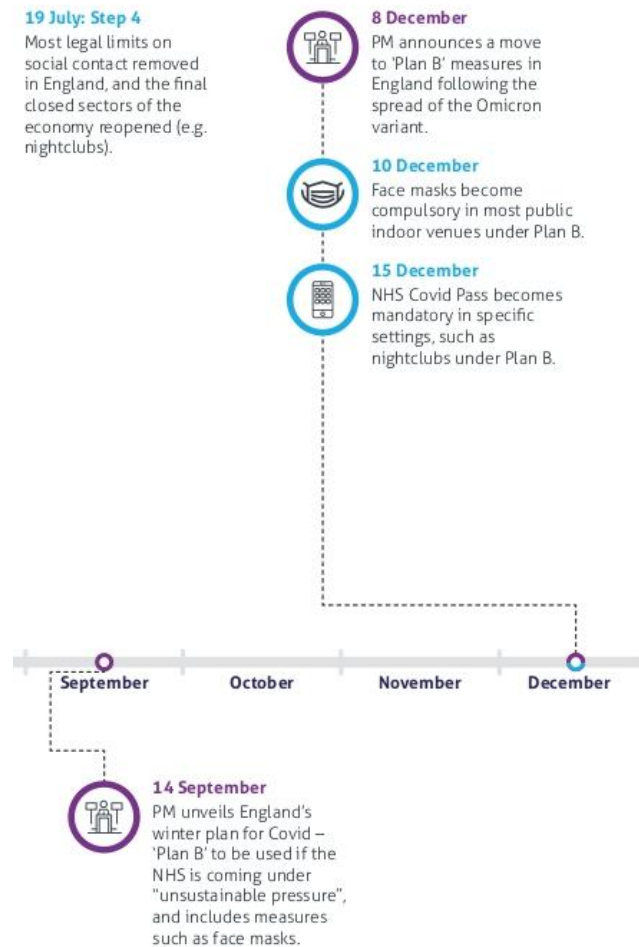 19 July: Step 4
Most legal limits on
social contact removed
in England, and the final
closed sectors of the
economy reopened (e.g.
nightclubs).
8 December
PM announces a move
to ‘Plan B’ measures in
England following the
spread of the Omicron
variant.
10 December
Face masks become
compulsory in most public
indoor venues under Plan B.
15 December
NHS Covid Pass becomes
mandatory in specific
settings, such as
nightclubs under Plan B.
September
October
November
December
14 September
PM unveils England’s
winter plan for Covid –
‘Plan B’ to be used if the
NHS is coming under
“unsustainable pressure”,
and includes measures
such as face masks.